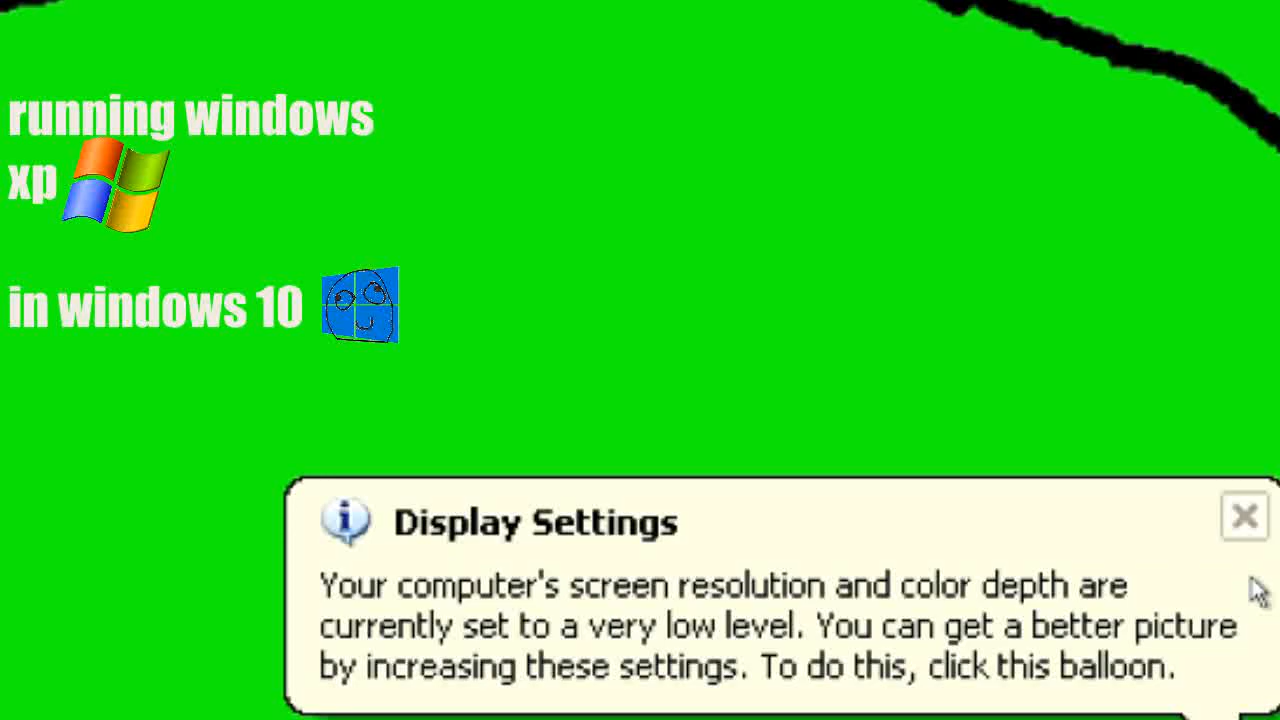 running windows
xp
in windows 10
Display Settings
Your computer's screen resolution and color depth are
currently set to a very low level. You can get a better picture
by increasing these settings. To do this, click this balloon.